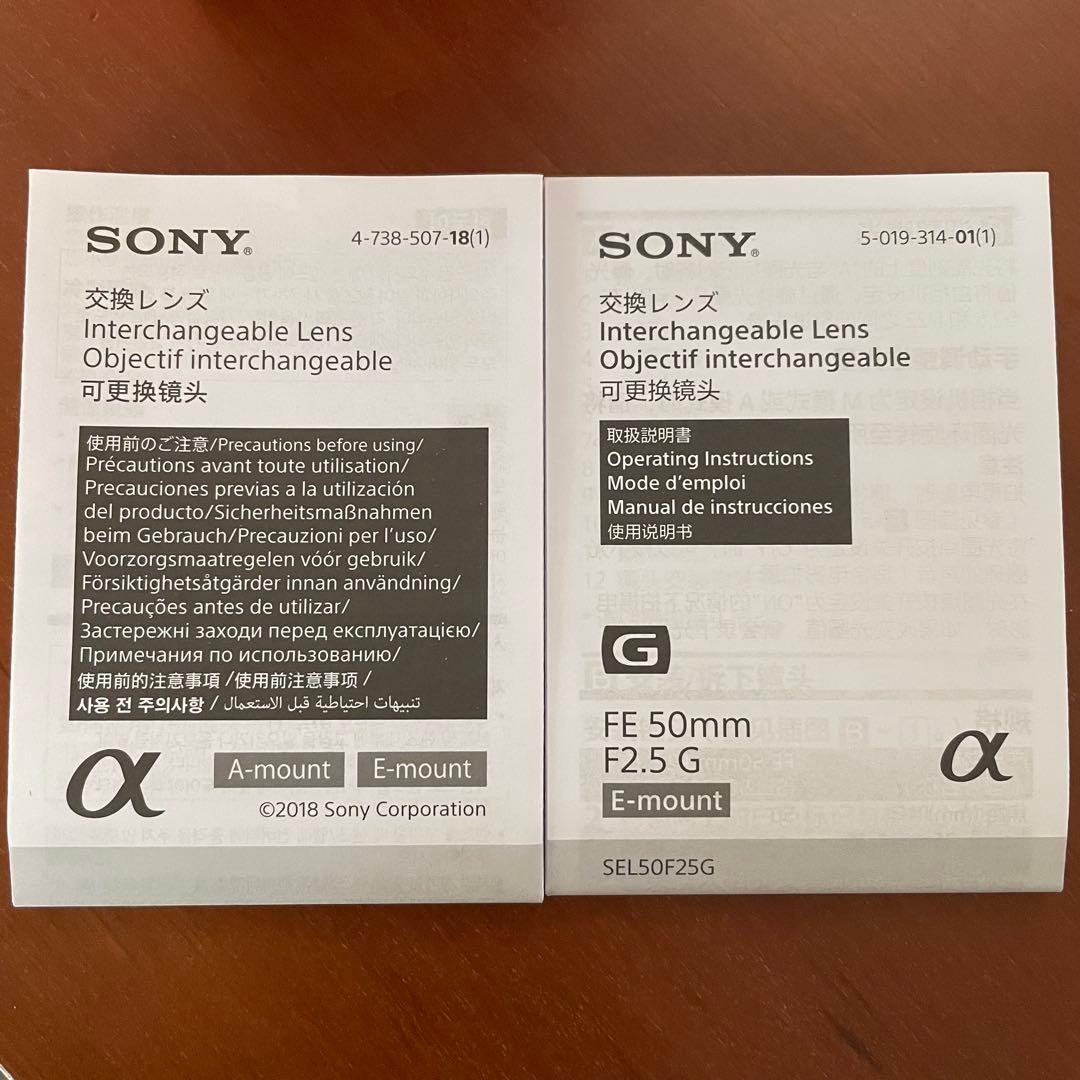 SONY®
4-738-507-18(1)
交換レンズ
Interchangeable Lens
Objectif interchangeable
可更换镜头
使用前のご注意/Precautions before using/
Précautions avant toute utilisation/
Precauciones previas a la utilización
del producto/Sicherheitsmaßnahmen
beim Gebrauch/Precauzioni per l'uso/
Voorzorgsmaatregelen vóór gebruik/
Försiktighetsåtgärder innan användning/
Precauções antes de utilizar/
Застережні заходи перед експлуатацією/
Примечания по использованию/
使用前的注意事項 /使用前注意事项 /
사용 전 주의사항 / تنبيهات احتياطية قبل الاستعمال
α
A-mount
E-mount
©2018 Sony Corporation
SONY®
5-019-314-01(1)
交換レンズ
Interchangeable Lens
Objectif interchangeable
可更换镜头
取扱説明書
Operating Instructions
Mode d'emploi
Manual de instrucciones
使用说明书
G
FE 50mm
F2.5 G
E-mount
α
SEL50F25G